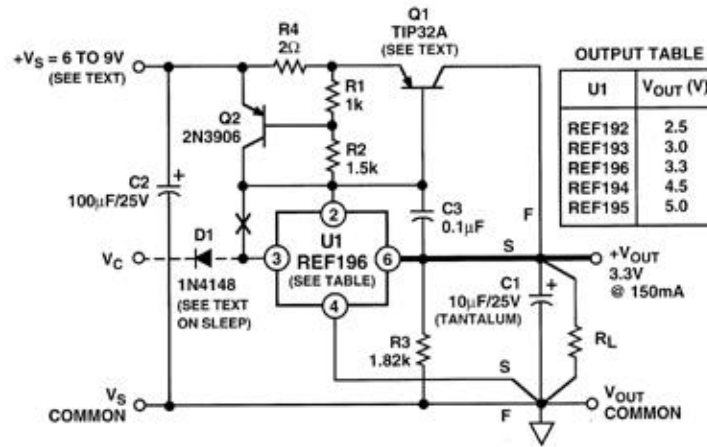 +VS = 6 TO 9V
(SEE TEXT)
R4
2Ω
Q1
TIP32A
(SEE TEXT)
R1
1k
Q2
2N3906
R2
1.5k
C2
100µF/25V
+
C3
0.1µF
F
S
VC
D1
1N4148
(SEE TEXT
ON SLEEP)
2
3
U1
REF196
(SEE TABLE)
6
4
+VOUT
3.3V
@ 150mA
C1
10µF/25V
(TANTALUM)
+
R3
1.82k
RL
S
F
VS
COMMON
VOUT
COMMON
OUTPUT TABLE
U1 VOUT (V)
REF192 2.5
REF193 3.0
REF196 3.3
REF194 4.5
REF195 5.0